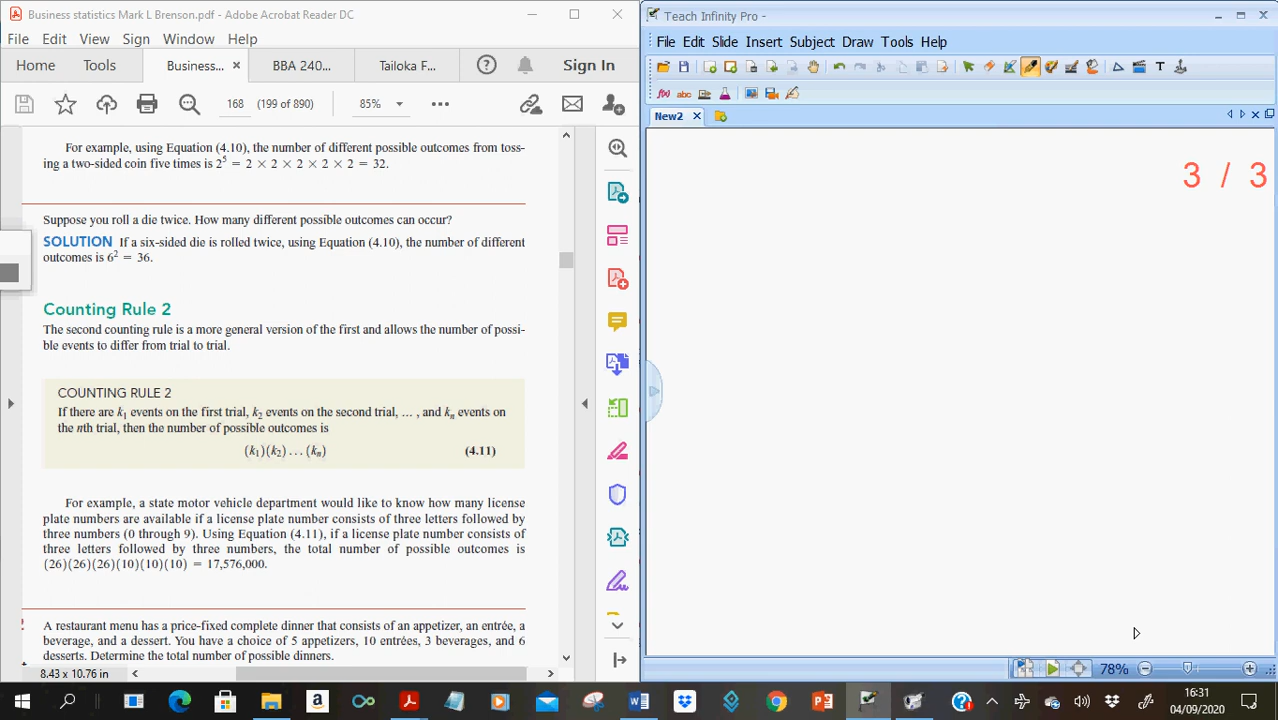 Business statistics Mark L Brenson.pdf - Adobe Acrobat Reader DC
File Edit View Sign Window Help
Home Tools Business... × BBA 240... Tailoka F... Sign In
168 (199 of 890) 85%
For example, using Equation (4.10), the number of different possible outcomes from toss-
ing a two-sided coin five times is 2⁵ = 2 × 2 × 2 × 2 × 2 = 32.
Suppose you roll a die twice. How many different possible outcomes can occur?
SOLUTION If a six-sided die is rolled twice, using Equation (4.10), the number of different
outcomes is 6² = 36.
Counting Rule 2
The second counting rule is a more general version of the first and allows the number of possi-
ble events to differ from trial to trial.
COUNTING RULE 2
If there are k₁ events on the first trial, k₂ events on the second trial, ... , and kₙ events on
the nth trial, then the number of possible outcomes is
(k₁)(k₂) . . . (kₙ) (4.11)
For example, a state motor vehicle department would like to know how many license
plate numbers are available if a license plate number consists of three letters followed by
three numbers (0 through 9). Using Equation (4.11), if a license plate number consists of
three letters followed by three numbers, the total number of possible outcomes is
(26)(26)(26)(10)(10)(10) = 17,576,000.
2 A restaurant menu has a price-fixed complete dinner that consists of an appetizer, an entrée, a
beverage, and a dessert. You have a choice of 5 appetizers, 10 entrées, 3 beverages, and 6
desserts. Determine the total number of possible dinners.
8.43 x 10.76 in
Teach Infinity Pro -
File Edit Slide Insert Subject Draw Tools Help
f(x) abc T
New2
3 / 3
78%
16:31
04/09/2020